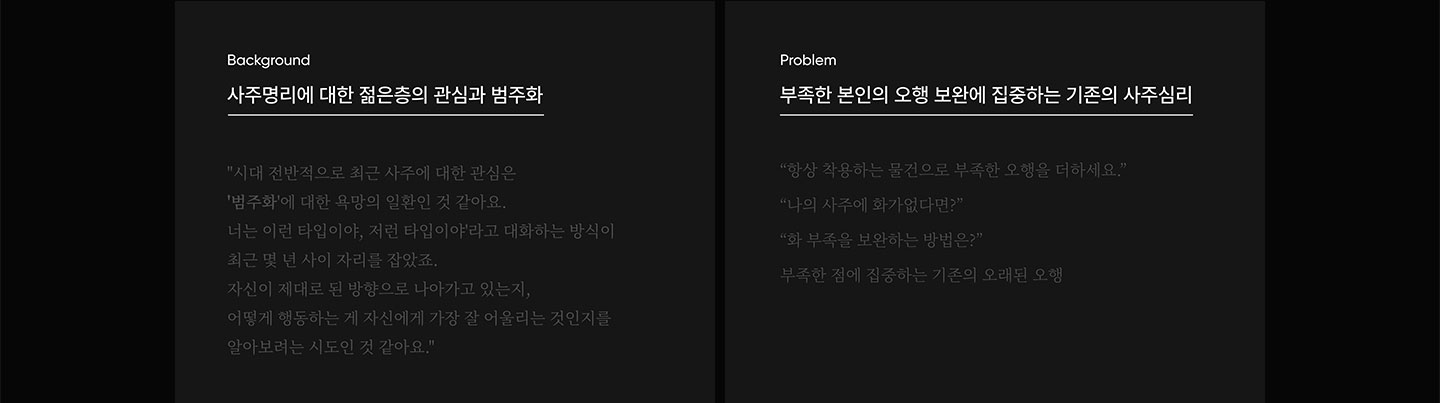 Background
사주명리에 대한 젊은층의 관심과 범주화
"시대 전반적으로 최근 사주에 대한 관심은
'범주화'에 대한 욕망의 일환인 것 같아요.
너는 이런 타입이야, 저런 타입이야'라고 대화하는 방식이
최근 몇 년 사이 자리를 잡았죠.
자신이 제대로 된 방향으로 나아가고 있는지,
어떻게 행동하는 게 자신에게 가장 잘 어울리는 것인지를
알아보려는 시도인 것 같아요."
Problem
부족한 본인의 오행 보완에 집중하는 기존의 사주심리
“항상 착용하는 물건으로 부족한 오행을 더하세요.”
“나의 사주에 화가없다면?”
“화 부족을 보완하는 방법은?”
부족한 점에 집중하는 기존의 오래된 오행